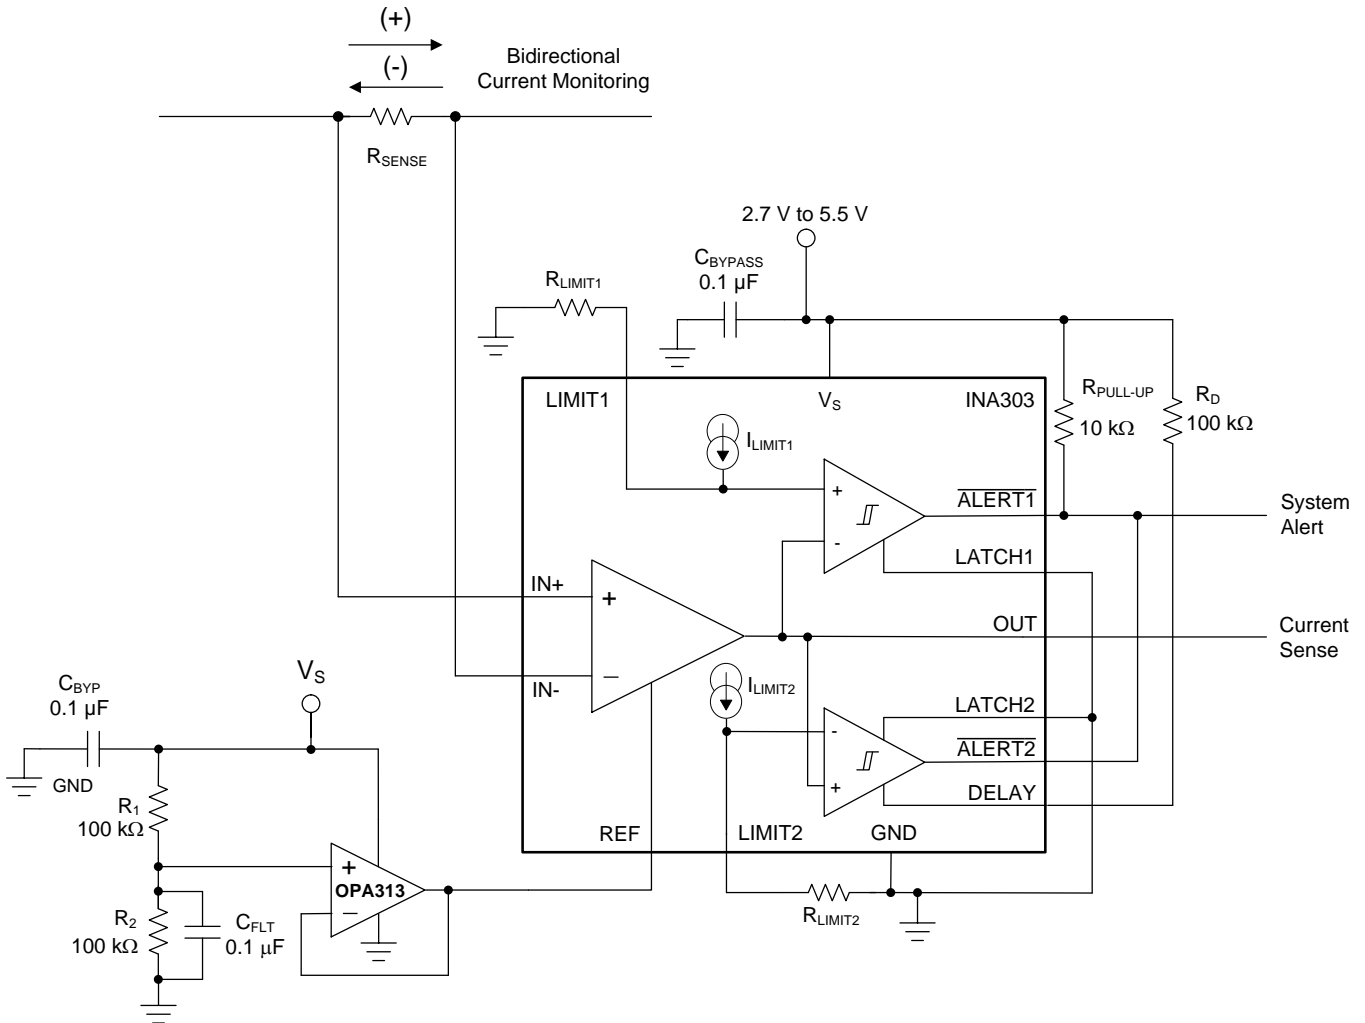 (+)
(-)
Bidirectional
Current Monitoring
RSENSE
2.7 V to 5.5 V
CBYPASS
0.1 µF
RLIMIT1
LIMIT1
VS
INA303
RPULL-UP
10 kΩ
RD
100 kΩ
ILIMIT1
+
-
ALERT1
System
Alert
LATCH1
IN+
+
OUT
Current
Sense
IN-
−
ILIMIT2
LATCH2
-
ALERT2
+
DELAY
REF
LIMIT2
GND
RLIMIT2
VS
CBYP
0.1 µF
GND
R1
100 kΩ
+
OPA313
−
R2
100 kΩ
CFLT
0.1 µF